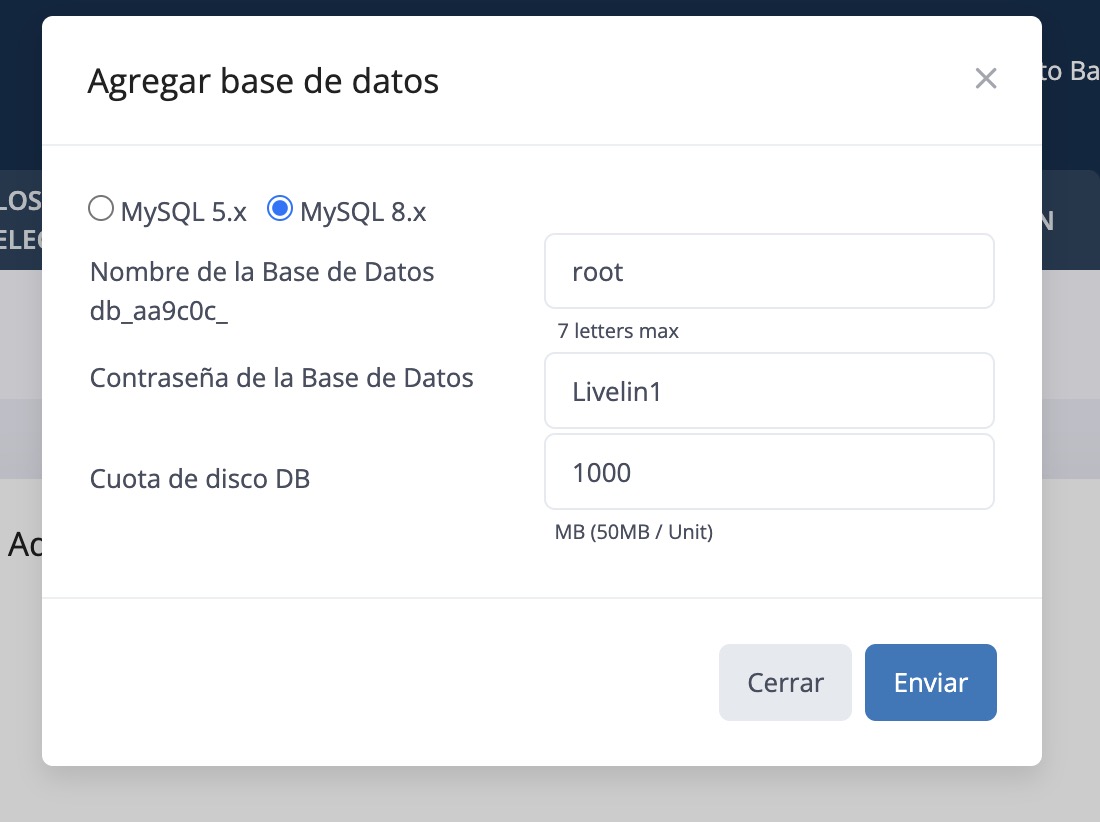 Agregar base de datos
to Ba
LOS
ELEC
N
MySQL 5.x MySQL 8.x
Nombre de la Base de Datos
db_aa9c0c_
root
7 letters max
Contraseña de la Base de Datos
Livelin1
Cuota de disco DB
1000
MB (50MB / Unit)
Ac
Cerrar
Enviar